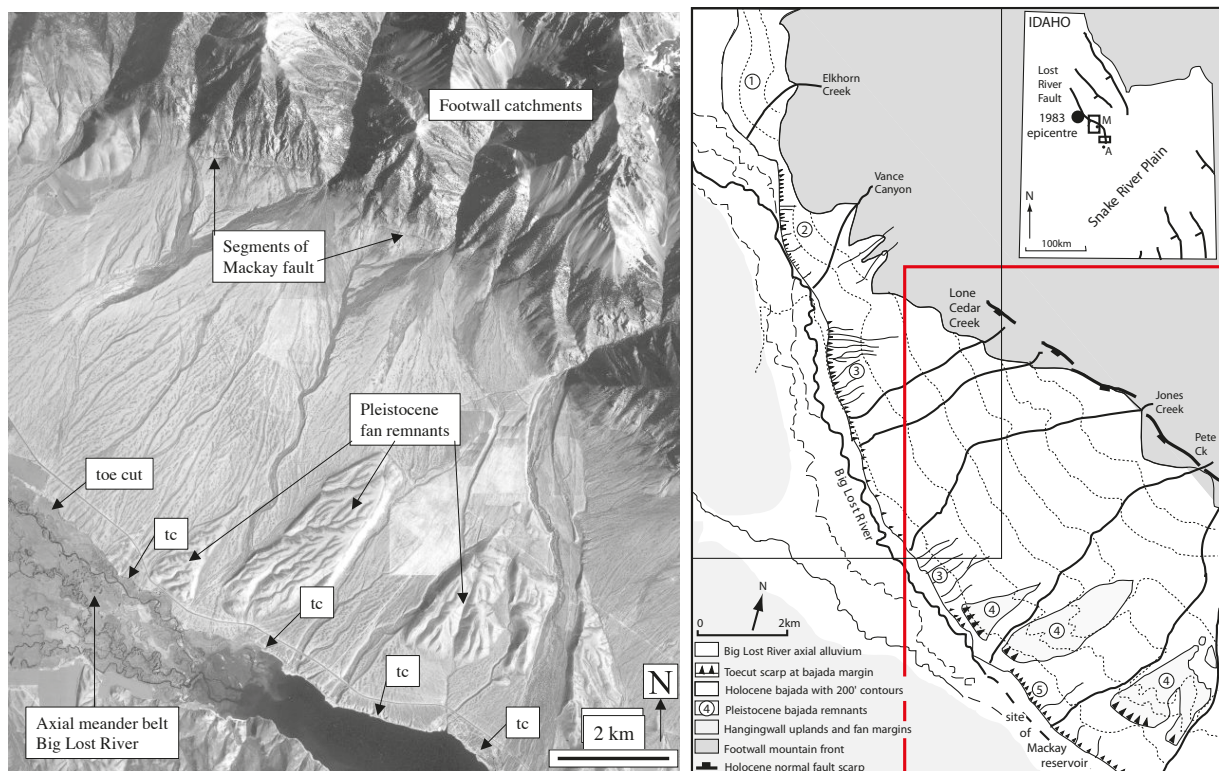 Footwall catchments
Segments of
Mackay fault
Pleistocene
fan remnants
toe cut
tc
tc
tc
tc
Axial meander belt
Big Lost River
N
2 km
IDAHO
Lost
River
Fault
1983
epicentre
M
A
Snake River Plain
N
100km
1
Elkhorn
Creek
Vance
Canyon
2
Lone
Cedar
Creek
3
Jones
Creek
Pete
Ck
Big Lost River
3
4
4
4
5
site
of
Mackay
reservoir
N
0 2km
Big Lost River axial alluvium
Toecut scarp at bajada margin
Holocene bajada with 200' contours
4 Pleistocene bajada remnants
Hangingwall uplands and fan margins
Footwall mountain front
Holocene normal fault scarp